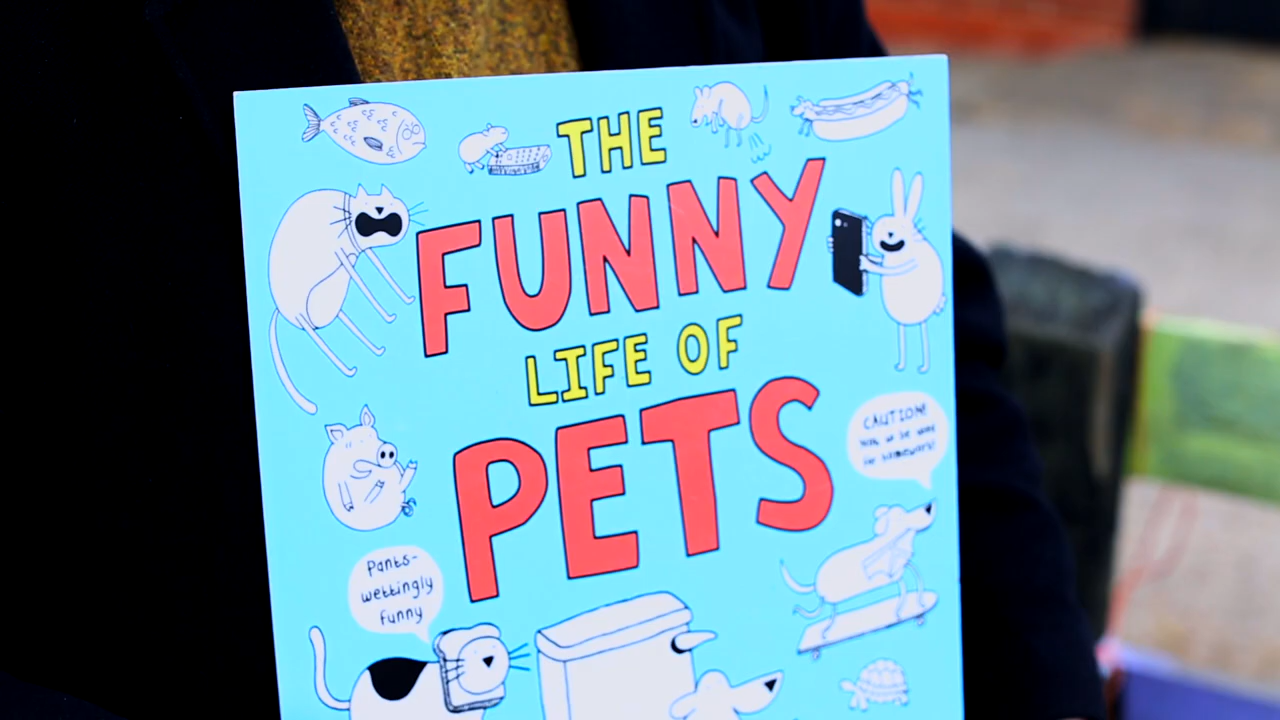 THE
FUNNY
LIFE OF
PETS
CAUTION!
Pants-
wettingly
funny